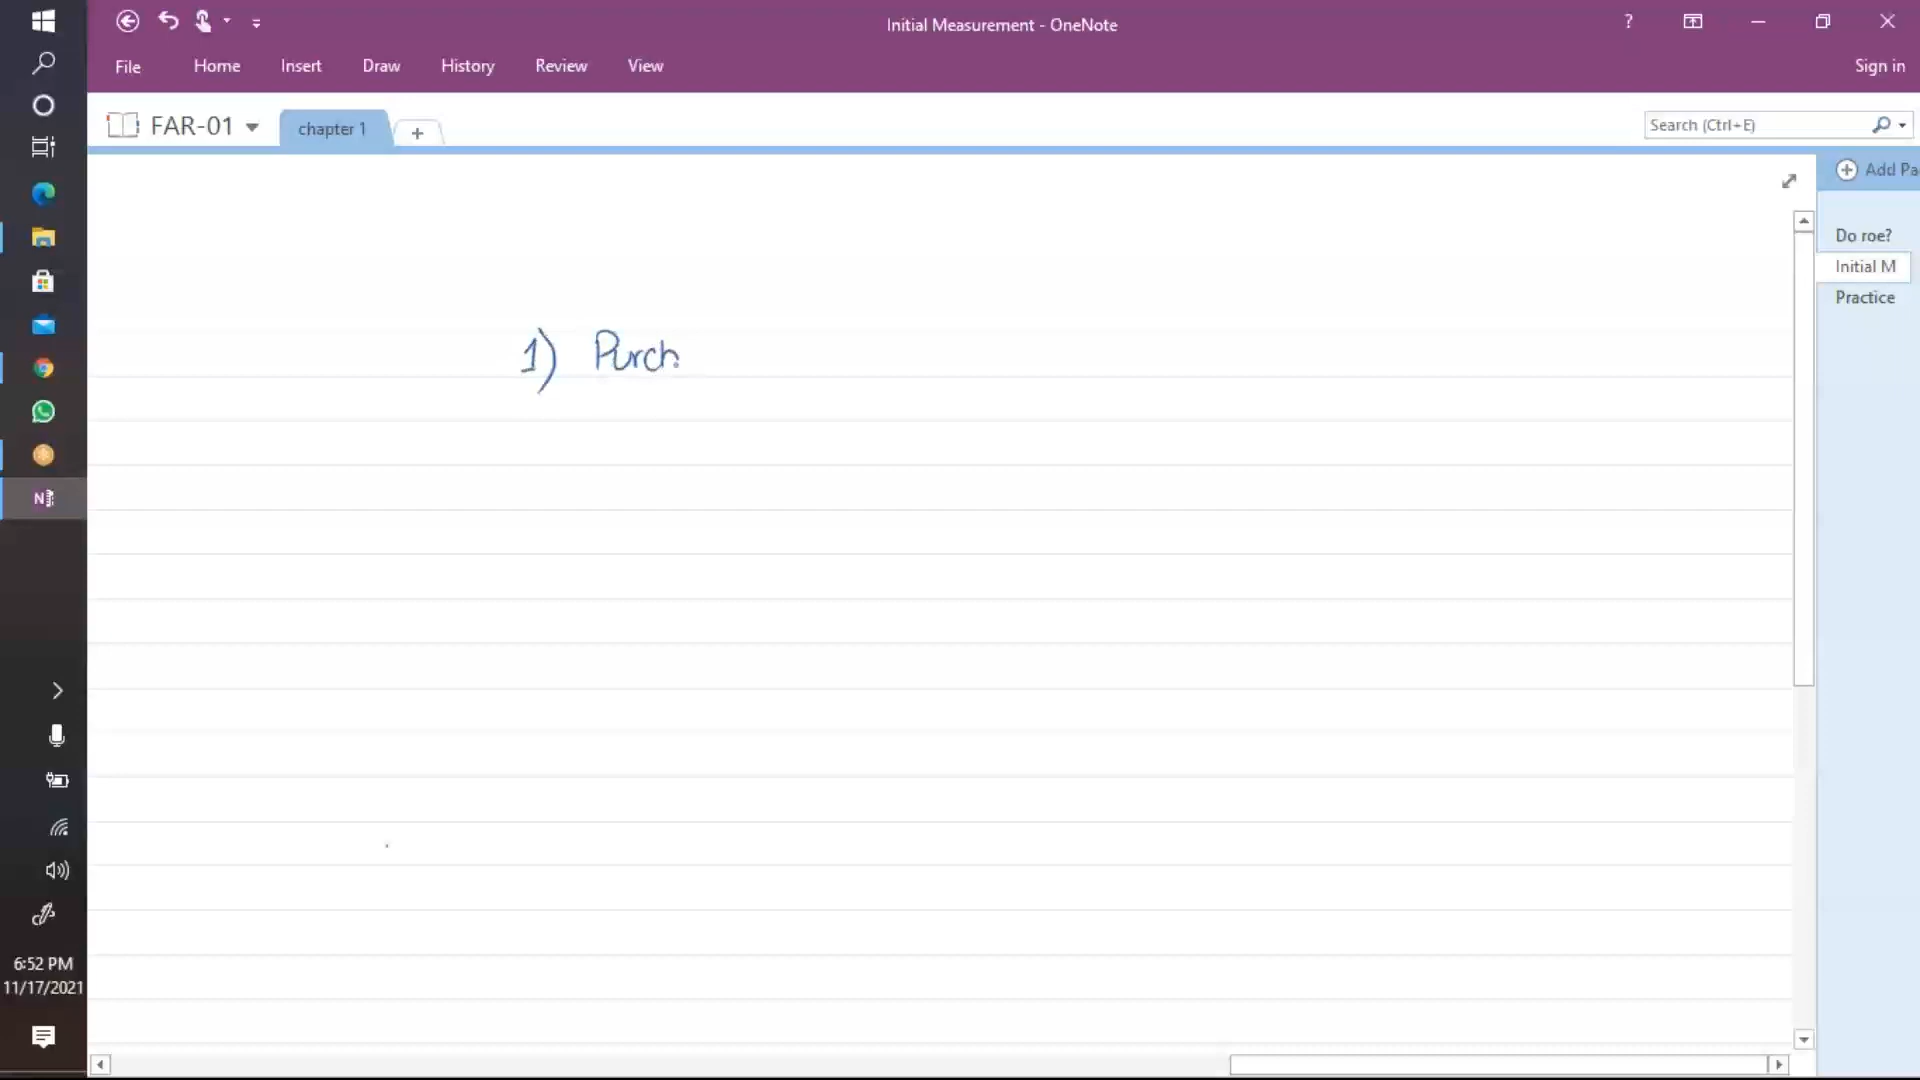 Initial Measurement - OneNote
?
File Home Insert Draw History Review View
Sign in
FAR-01
chapter 1
+
Search (Ctrl+E)
Add Pa
Do roe?
Initial M
Practice
1) Purch
N
6:52 PM
11/17/2021